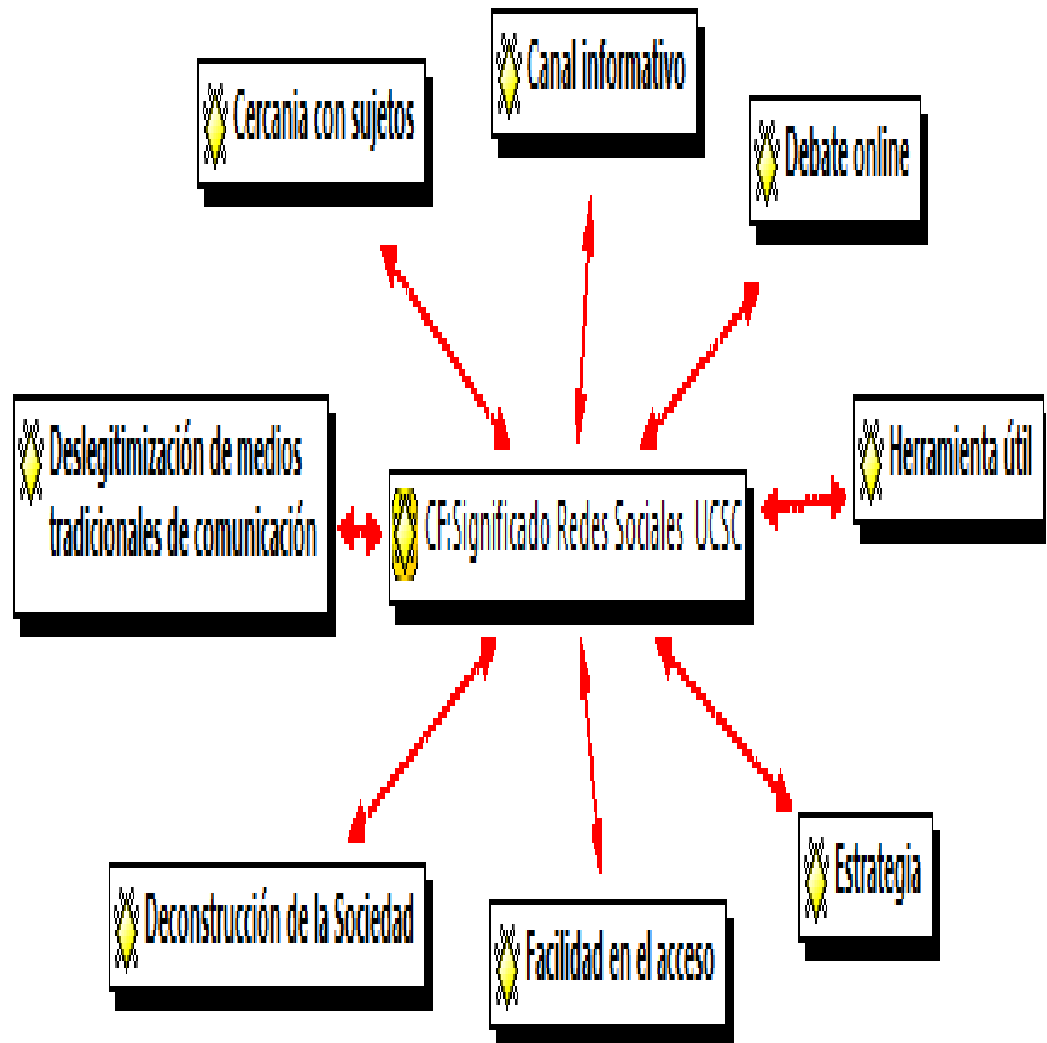 Canal informativo
Cercania con sujetos
Debate online
Deslegitimización de medios
tradicionales de comunicación
CF:Significado Redes Sociales UCSC
Herramienta útil
Estrategia
Deconstrucción de la Sociedad
Facilidad en el acceso